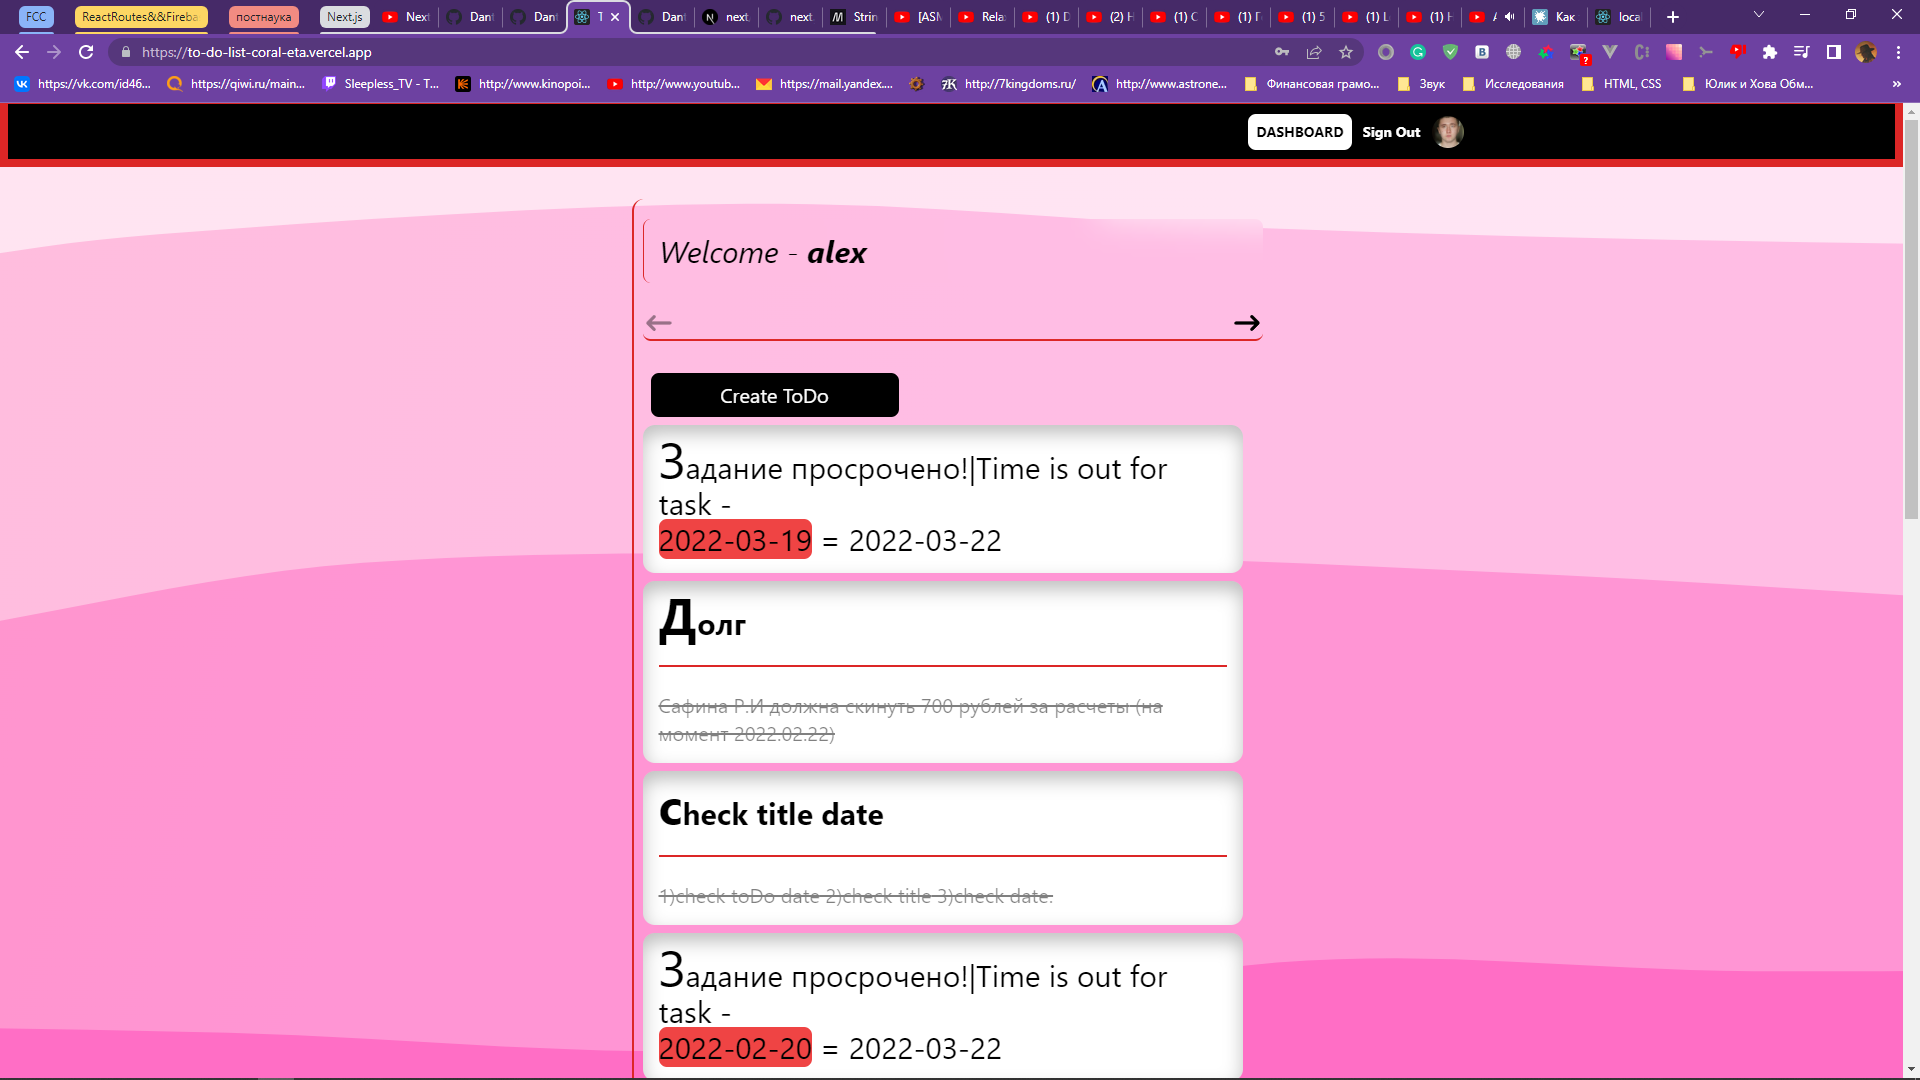 FCC
ReactRoutes&&Fireba
постнаука
Next.js
Next
Dant
Dant
T
Dant
next.
next
Strin
[ASM
Rela
(1) D
(2) H
(1) C
(1) 5
(1) L
(1) H
Как
loca
https://to-do-list-coral-eta.vercel.app
https://vk.com/id46...
https://qiwi.ru/main...
Sleepless_TV - T...
http://www.kinopoi...
http://www.youtub...
https://mail.yandex....
http://7kingdoms.ru/
http://www.astrone...
Финансовая грамо...
Звук
Исследования
HTML, CSS
Юлик и Хова Обм...
»
DASHBOARD
Sign Out
Welcome - alex
Create ToDo
Задание просрочено!|Time is out for
task -
2022-03-19 = 2022-03-22
Долг
Сафина Р.И должна скинуть 700 рублей за расчеты (на
момент 2022.02.22)
Check title date
1)check toDo date 2)check title 3)check date.
Задание просрочено!|Time is out for
task -
2022-02-20 = 2022-03-22